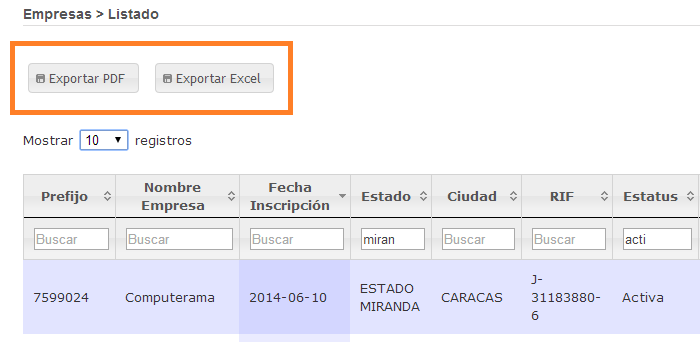 Empresas > Listado
Exportar PDF Exportar Excel
Mostrar 10 registros
Prefijo Nombre Empresa Fecha Inscripción Estado Ciudad RIF Estatus
Buscar Buscar Buscar miran Buscar Buscar acti
7599024 Computerama 2014-06-10 ESTADO MIRANDA CARACAS J-31183880-6 Activa